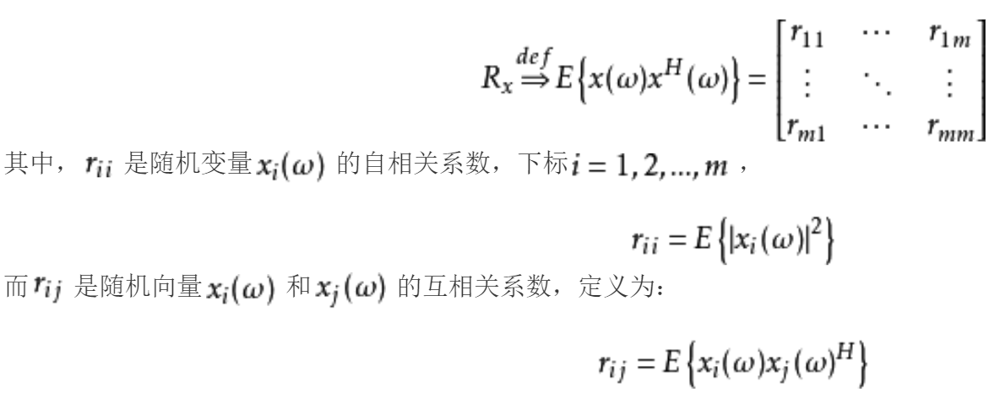 $R_x \overset{def}{\Rightarrow} E\left\{x(\omega)x^H(\omega)\right\} = \begin{bmatrix} r_{11} & \cdots & r_{1m} \\ \vdots & \ddots & \vdots \\ r_{m1} & \cdots & r_{mm} \end{bmatrix}$
其中，$r_{ii}$ 是随机变量 $x_i(\omega)$ 的自相关系数，下标 $i = 1, 2, ..., m$ ，
$r_{ii} = E\left\{|x_i(\omega)|^2\right\}$
而 $r_{ij}$ 是随机向量 $x_i(\omega)$ 和 $x_j(\omega)$ 的互相关系数，定义为：
$r_{ij} = E\left\{x_i(\omega)x_j(\omega)^H\right\}$